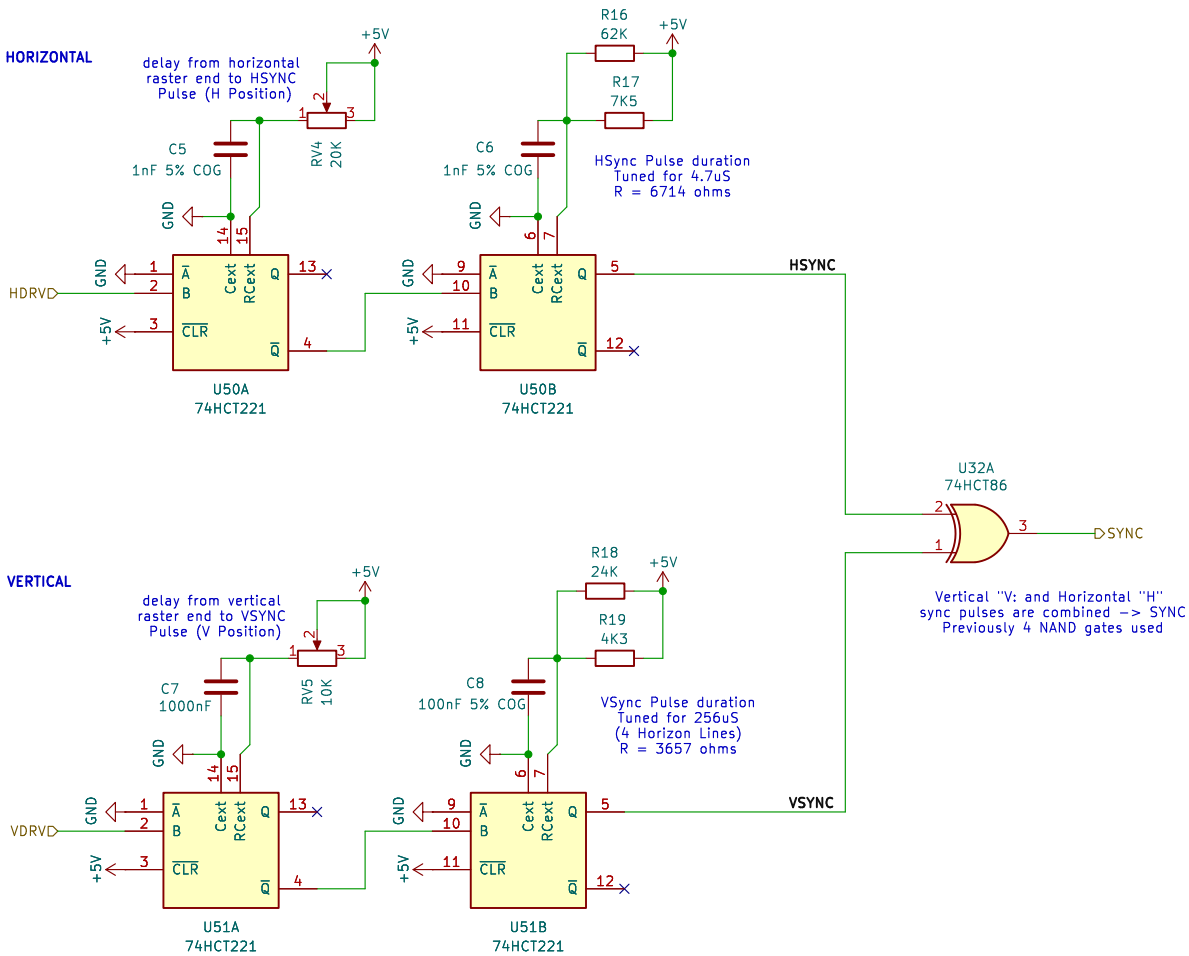 HORIZONTAL
delay from horizontal
raster end to HSYNC
Pulse (H Position)
+5V
2
1
3
RV4
20K
C5
1nF 5% COG
GND
14
15
GND
1
A
Cext
RCext
Q
13
HDRV
2
B
+5V
3
CLR
QI
4
U50A
74HCT221
R16
62K
+5V
R17
7K5
C6
1nF 5% COG
HSync Pulse duration
Tuned for 4.7uS
R = 6714 ohms
GND
6
7
GND
9
A
Cext
RCext
Q
5
HSYNC
10
B
+5V
11
CLR
QI
12
U50B
74HCT221
U32A
74HCT86
2
1
3
SYNC
Vertical "V: and Horizontal "H"
sync pulses are combined -> SYNC
Previously 4 NAND gates used
VERTICAL
delay from vertical
raster end to VSYNC
Pulse (V Position)
+5V
2
1
3
RV5
10K
C7
1000nF
GND
14
15
GND
1
A
Cext
RCext
Q
13
VDRV
2
B
+5V
3
CLR
QI
4
U51A
74HCT221
R18
24K
+5V
R19
4K3
C8
100nF 5% COG
VSync Pulse duration
Tuned for 256uS
(4 Horizon Lines)
R = 3657 ohms
GND
6
7
GND
9
A
Cext
RCext
Q
5
VSYNC
10
B
+5V
11
CLR
QI
12
U51B
74HCT221